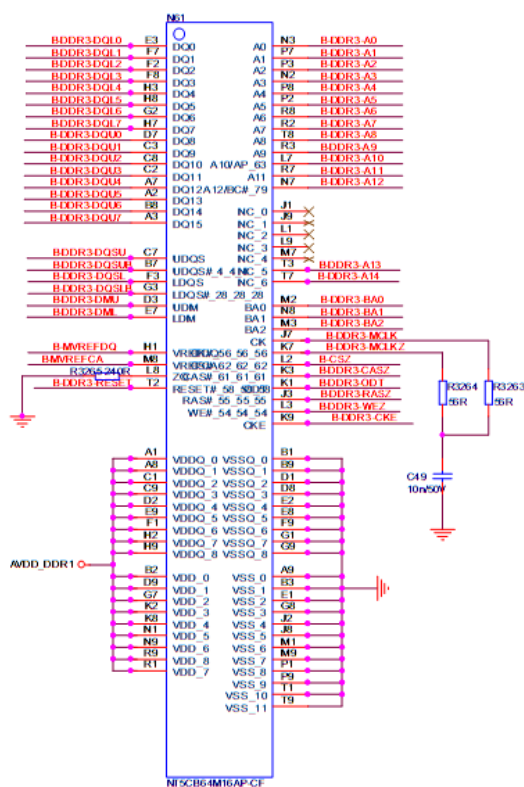 N61
B-DDR3-DQL0 E3 DQ0 A0 N3 B-DDR3-A0
B-DDR3-DQL1 F7 DQ1 A1 P7 B-DDR3-A1
B-DDR3-DQL2 F2 DQ2 A2 P3 B-DDR3-A2
B-DDR3-DQL3 F8 DQ3 A3 N2 B-DDR3-A3
B-DDR3-DQL4 H3 DQ4 A4 P8 B-DDR3-A4
B-DDR3-DQL5 H8 DQ5 A5 P2 B-DDR3-A5
B-DDR3-DQL6 G2 DQ6 A6 R8 B-DDR3-A6
B-DDR3-DQL7 H7 DQ7 A7 R2 B-DDR3-A7
B-DDR3-DQU0 D7 DQ8 A8 T8 B-DDR3-A8
B-DDR3-DQU1 C3 DQ9 A9 R3 B-DDR3-A9
B-DDR3-DQU2 C8 DQ10 A10/AP_63 L7 B-DDR3-A10
B-DDR3-DQU3 C2 DQ11 A11 R7 B-DDR3-A11
B-DDR3-DQU4 A7 DQ12 A12/BC#_79 N7 B-DDR3-A12
B-DDR3-DQU5 A2 DQ13
B-DDR3-DQU6 B8 DQ14 NC_0 J1
B-DDR3-DQU7 A3 DQ15 NC_1 J9
NC_2 L1
NC_3 L9
B-DDR3-DQSU C7 UDQS NC_4 M7
B-DDR3-DQSUB B7 UDQS#_4_4 NC_5 T3 B-DDR3-A13
B-DDR3-DQSL F3 LDQS NC_6 T7 B-DDR3-A14
B-DDR3-DQSLB G3 LDQS#_28_28_28
B-DDR3-DMU D3 UDM BA0 M2 B-DDR3-BA0
B-DDR3-DML E7 LDM BA1 N8 B-DDR3-BA1
BA2 M3 B-DDR3-BA2
CK J7 B-DDR3-MCLK
B-MVREFDQ H1 56_56_56 K7 B-DDR3-MCLKZ
B-MVREFCA M8 62_62_62 L2 B-CSZ
R3265 240R L8 CAS#_61_61_61 K3 B-DDR3-CASZ
B-DDR3-RESET T2 RESET#_58 K1 B-DDR3-ODT
RAS#_55_55_55 J3 B-DDR3-RASZ
WE#_54_54_54 L3 B-DDR3-WEZ
CKE K9 B-DDR3-CKE
R3264 56R
R3263 56R
C49 10n/50V
A1 VDDQ_0 VSSQ_0 B1
A8 VDDQ_1 VSSQ_1 B9
C1 VDDQ_2 VSSQ_2 D1
C9 VDDQ_3 VSSQ_3 D8
D2 VDDQ_4 VSSQ_4 E2
E9 VDDQ_5 VSSQ_5 E8
F1 VDDQ_6 VSSQ_6 F9
H2 VDDQ_7 VSSQ_7 G1
H9 VDDQ_8 VSSQ_8 G9
AVDD_DDR1
B2 VDD_0 VSS_0 A9
D9 VDD_1 VSS_1 B3
G7 VDD_2 VSS_2 E1
K2 VDD_3 VSS_3 G8
K8 VDD_4 VSS_4 J2
N1 VDD_5 VSS_5 J8
N9 VDD_6 VSS_6 M1
R9 VDD_8 VSS_7 M9
R1 VDD_7 VSS_8 P1
VSS_9 P9
VSS_10 T1
VSS_11 T9
NT5CB64M16AP-CF